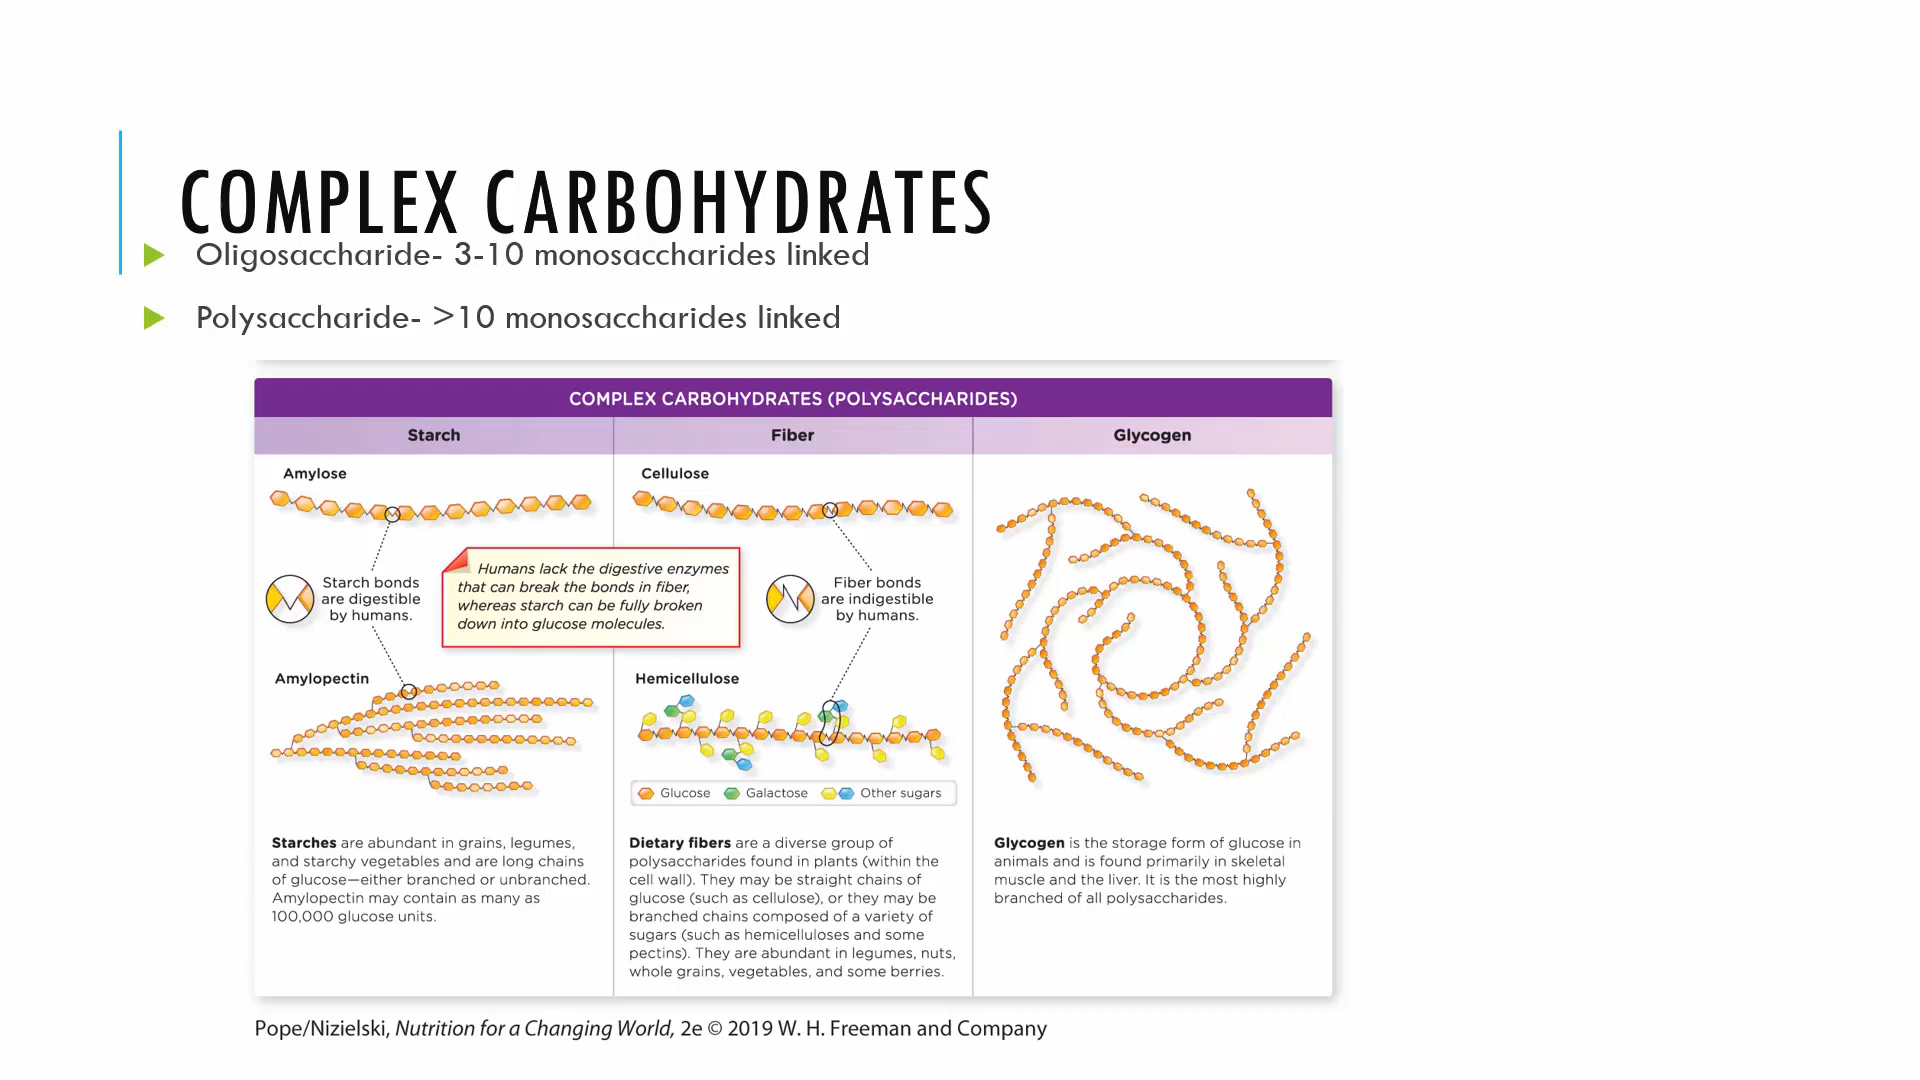 COMPLEX CARBOHYDRATES
Oligosaccharide- 3-10 monosaccharides linked
Polysaccharide- >10 monosaccharides linked
COMPLEX CARBOHYDRATES (POLYSACCHARIDES)
Starch
Fiber
Glycogen
Amylose
Starch bonds
are digestible
by humans.
Amylopectin
Humans lack the digestive enzymes
that can break the bonds in fiber,
whereas starch can be fully broken
down into glucose molecules.
Cellulose
Fiber bonds
are indigestible
by humans.
Hemicellulose
Glucose
Galactose
Other sugars
Starches are abundant in grains, legumes,
and starchy vegetables and are long chains
of glucose—either branched or unbranched.
Amylopectin may contain as many as
100,000 glucose units.
Dietary fibers are a diverse group of
polysaccharides found in plants (within the
cell wall). They may be straight chains of
glucose (such as cellulose), or they may be
branched chains composed of a variety of
sugars (such as hemicelluloses and some
pectins). They are abundant in legumes, nuts,
whole grains, vegetables, and some berries.
Glycogen is the storage form of glucose in
animals and is found primarily in skeletal
muscle and the liver. It is the most highly
branched of all polysaccharides.
Pope/Nizielski, Nutrition for a Changing World, 2e © 2019 W. H. Freeman and Company